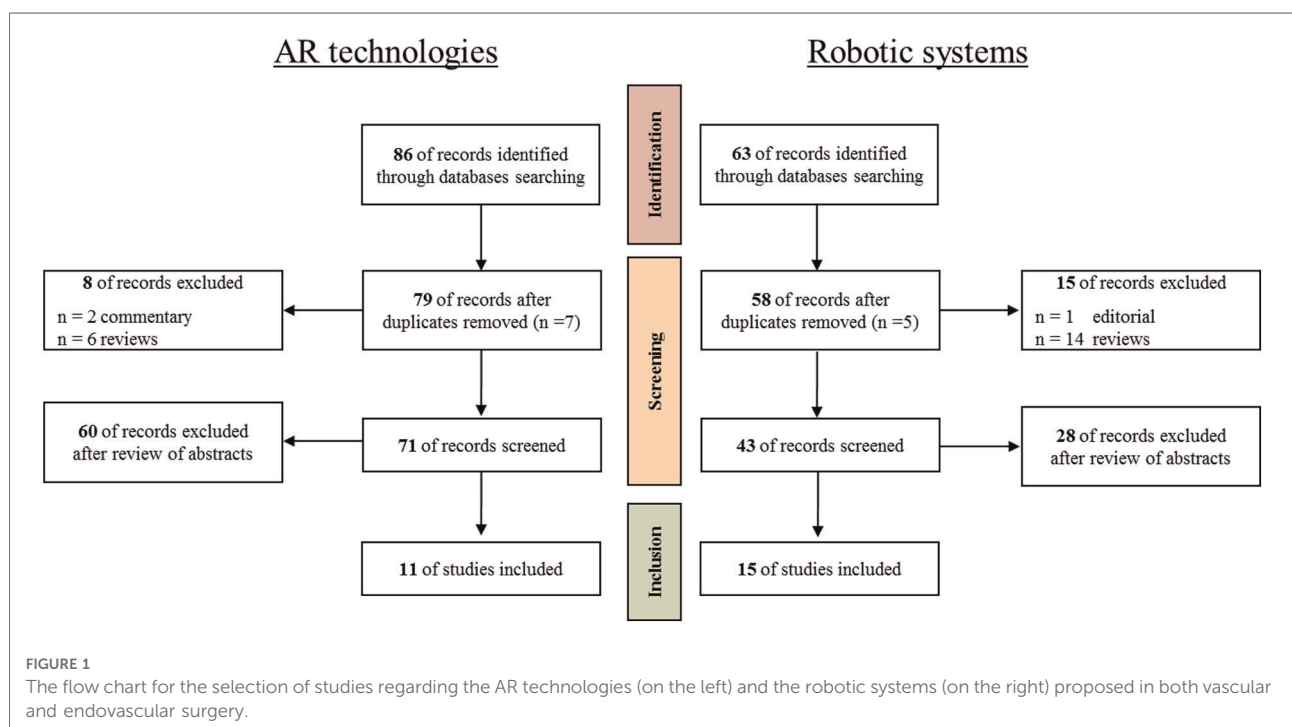 AR technologies
Robotic systems
Identification
86 of records identified
through databases searching
63 of records identified
through databases searching
Screening
8 of records excluded
n = 2 commentary
n = 6 reviews
79 of records after
duplicates removed (n =7)
58 of records after
duplicates removed (n =5)
15 of records excluded
n = 1 editorial
n = 14 reviews
60 of records excluded
after review of abstracts
71 of records screened
43 of records screened
28 of records excluded
after review of abstracts
Inclusion
11 of studies included
15 of studies included
FIGURE 1
The flow chart for the selection of studies regarding the AR technologies (on the left) and the robotic systems (on the right) proposed in both vascular
and endovascular surgery.